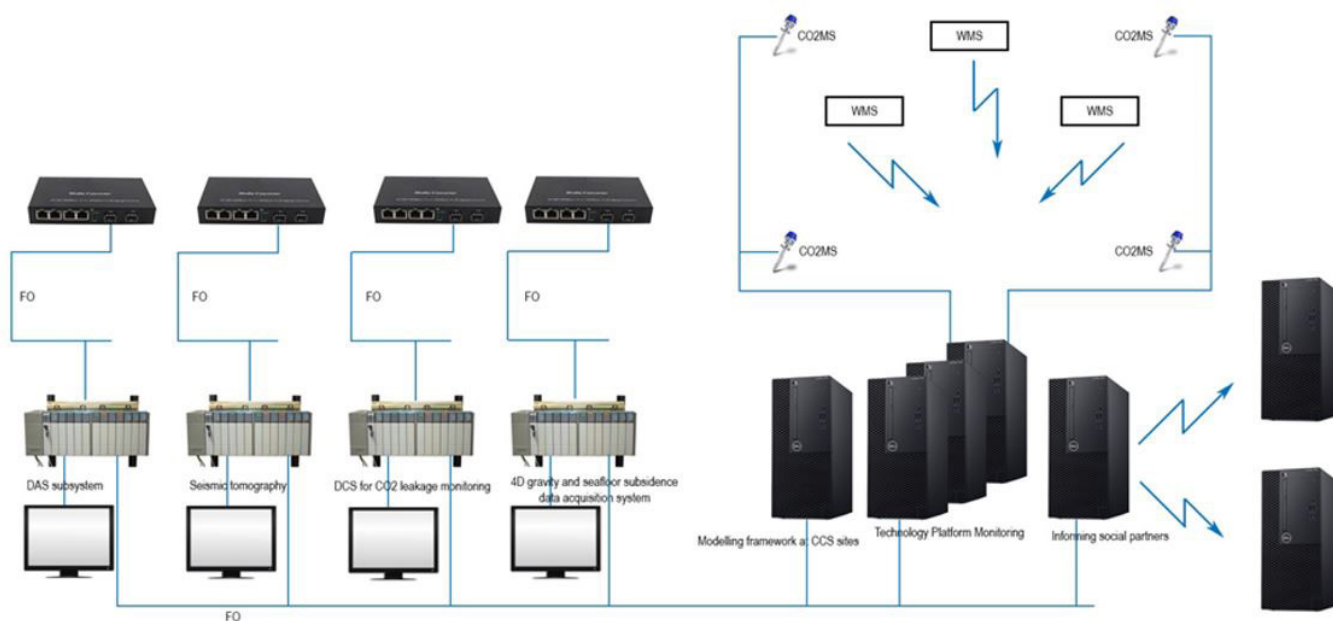 CO2MS
WMS
CO2MS
WMS
WMS
CO2MS
CO2MS
FO
FO
FO
FO
DAS subsystem
Seismic tomography
DCS for CO2 leakage monitoring
4D gravity and seafloor subsidence
data acquisition system
Modelling framework at CCS sites
Technology Platform Monitoring
Informing social partners
FO